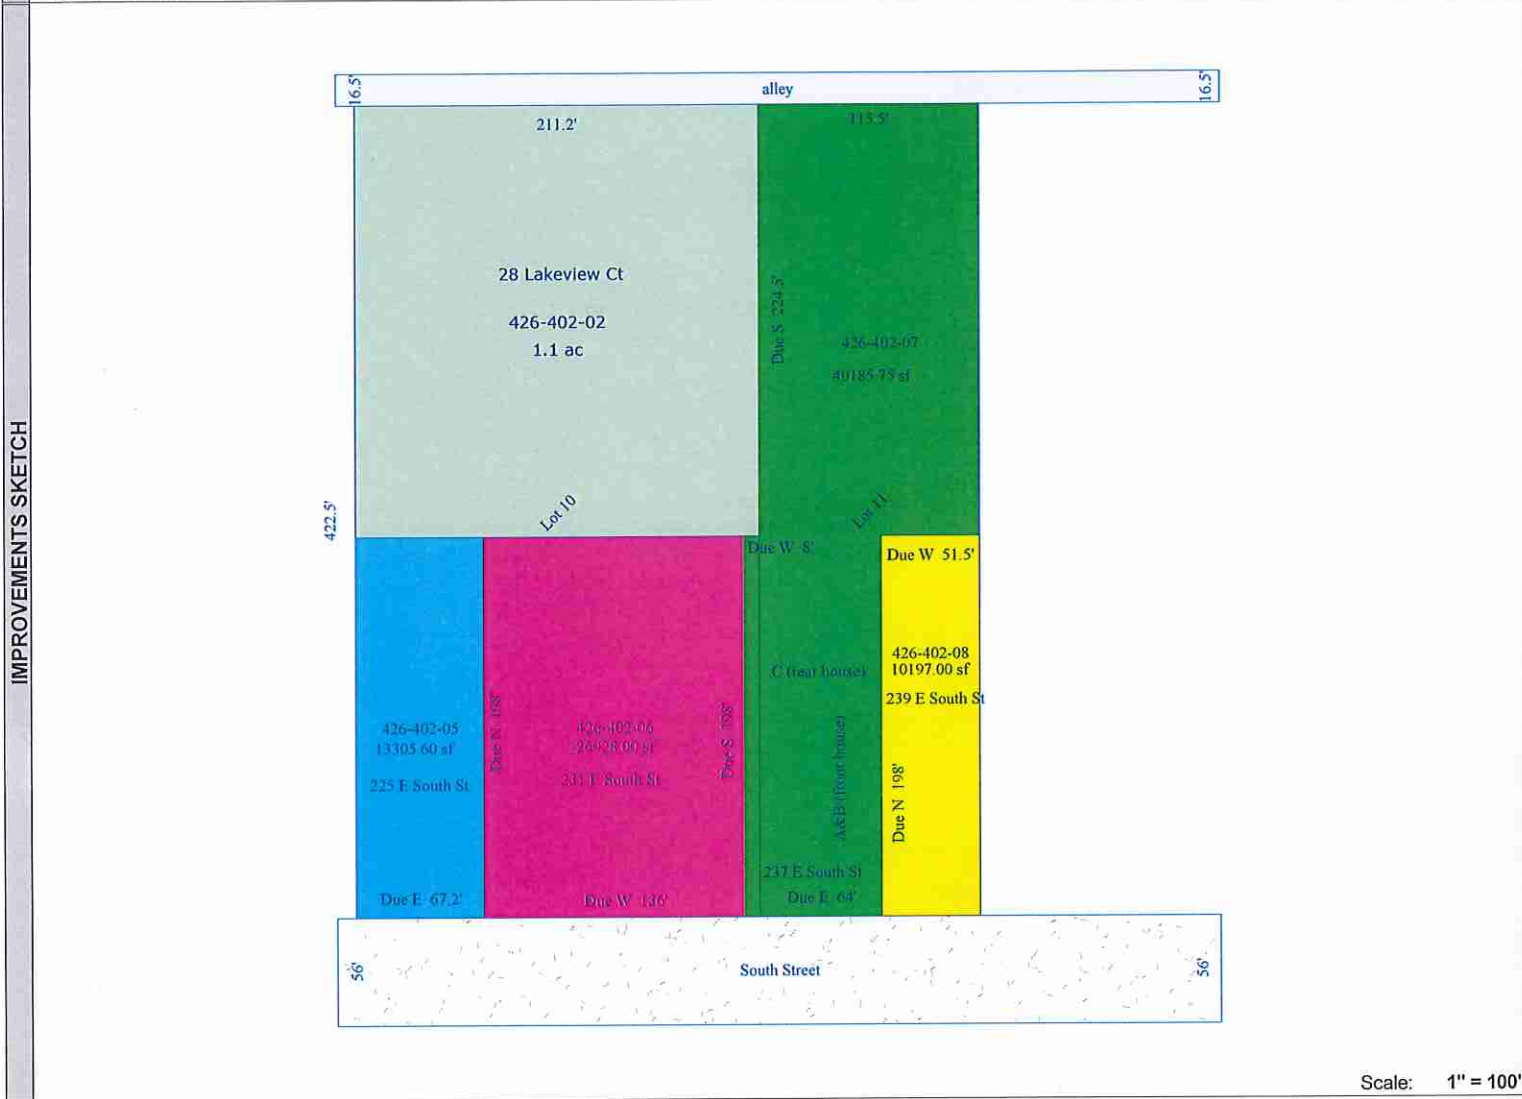 IMPROVEMENTS SKETCH
16.5'
alley
16.5'
211.2'
115.5'
28 Lakeview Ct
426-402-02
1.1 ac
Due S 224.5'
426-402-07
40185.75 sf
422.5'
Lot 10
Lot 11
Due W 8'
Due W 51.5'
C (rear house)
426-402-08
10197.00 sf
239 E South St
426-402-05
13305.60 sf
225 E South St
Due N 198'
426-402-06
26928.00 sf
231 E South St
Due S 198'
A&B (front house)
Due N 198'
237 E South St
Due E 67.2'
Due W 136'
Due E 64'
56'
South Street
56'
Scale: 1" = 100'